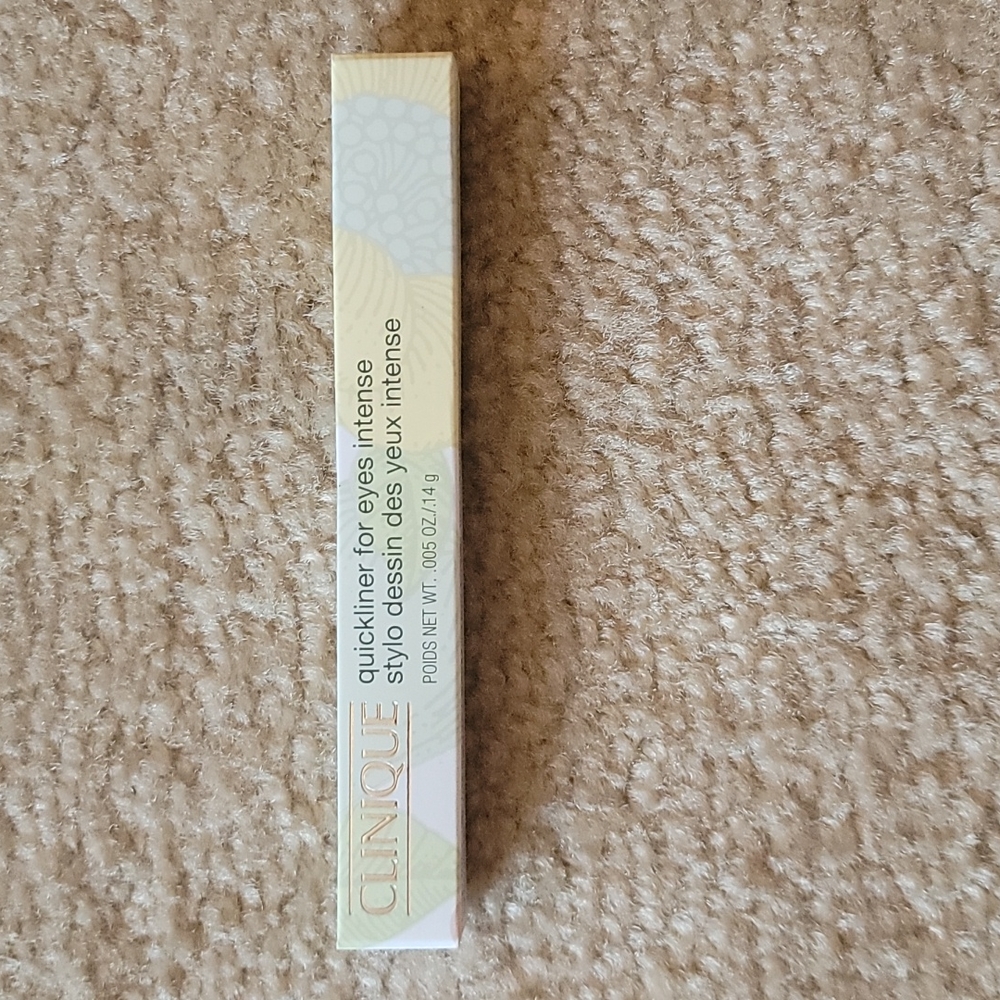 CLINIQUE
quickliner for eyes intense
stylo dessin des yeux intense
POIDS NET WT. .005 OZ./.14 g